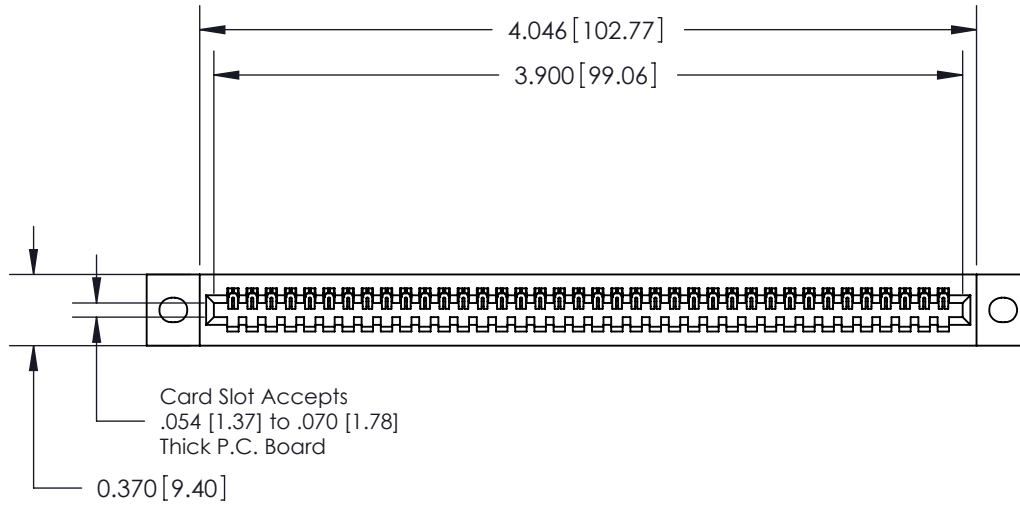 4.046 [102.77]
3.900 [99.06]
Card Slot Accepts
.054 [1.37] to .070 [1.78]
Thick P.C. Board
0.370 [9.40]